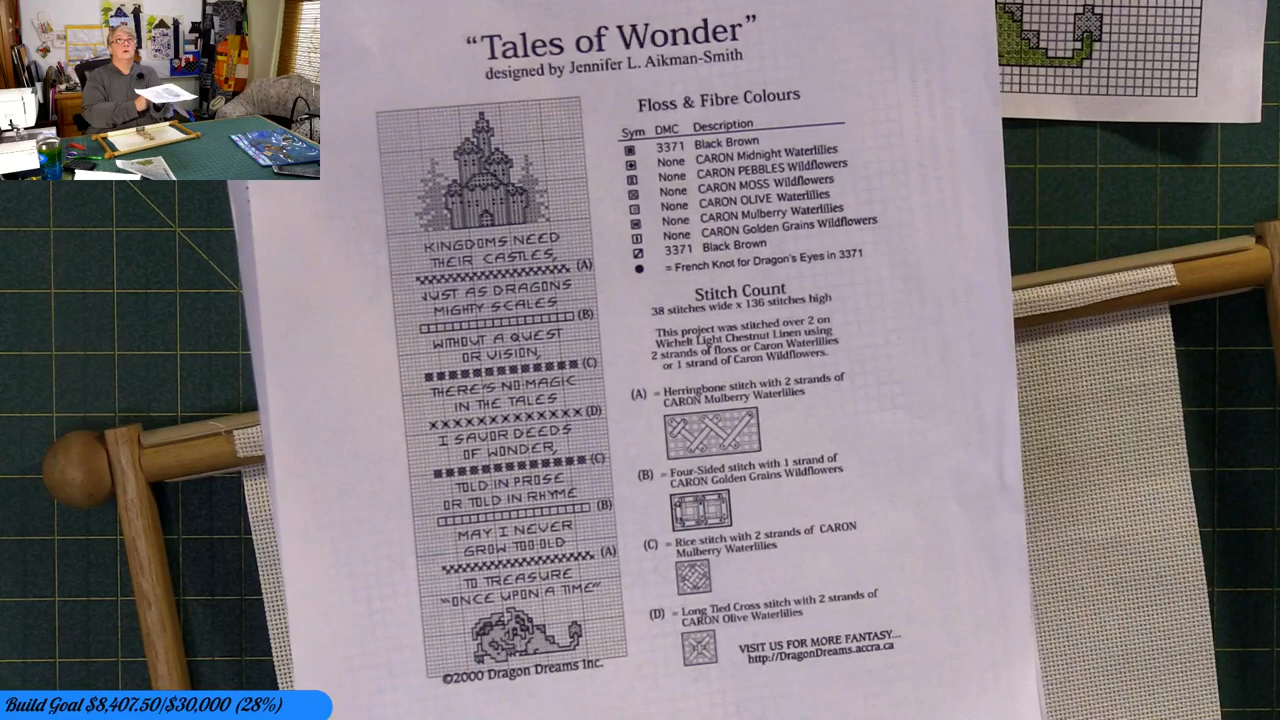 “Tales of Wonder”
designed by Jennifer L. Aikman-Smith
KINGDOMS NEED
THEIR CASTLES,
(A)
JUST AS DRAGONS
MIGHTY SCALES
(B)
WITHOUT A QUEST
OR VISION,
(C)
THERE'S NO MAGIC
IN THE TALES
(D)
I SAVOR DEEDS
OF WONDER,
(C)
TOLD IN PROSE
OR TOLD IN RHYME
(B)
MAY I NEVER
GROW TOO OLD
(A)
TO TREASURE
"ONCE UPON A TIME"
©2000 Dragon Dreams Inc.
Floss & Fibre Colours
Sym DMC Description
3371 Black Brown
None CARON Midnight Waterlilies
None CARON PEBBLES Wildflowers
None CARON MOSS Wildflowers
None CARON OLIVE Waterlilies
None CARON Mulberry Waterlilies
None CARON Golden Grains Wildflowers
3371 Black Brown
= French Knot for Dragon's Eyes in 3371
Stitch Count
38 stitches wide x 136 stitches high
This project was stitched over 2 on
Wichelt Light Chestnut Linen using
2 strands of floss or Caron Waterlilies
or 1 strand of Caron Wildflowers.
(A) = Herringbone stitch with 2 strands of
CARON Mulberry Waterlilies
(B) = Four-Sided stitch with 1 strand of
CARON Golden Grains Wildflowers
(C) = Rice stitch with 2 strands of CARON
Mulberry Waterlilies
(D) = Long Tied Cross stitch with 2 strands of
CARON Olive Waterlilies
VISIT US FOR MORE FANTASY...
http://DragonDreams.accra.ca
Build Goal $8,407.50/$30,000 (28%)